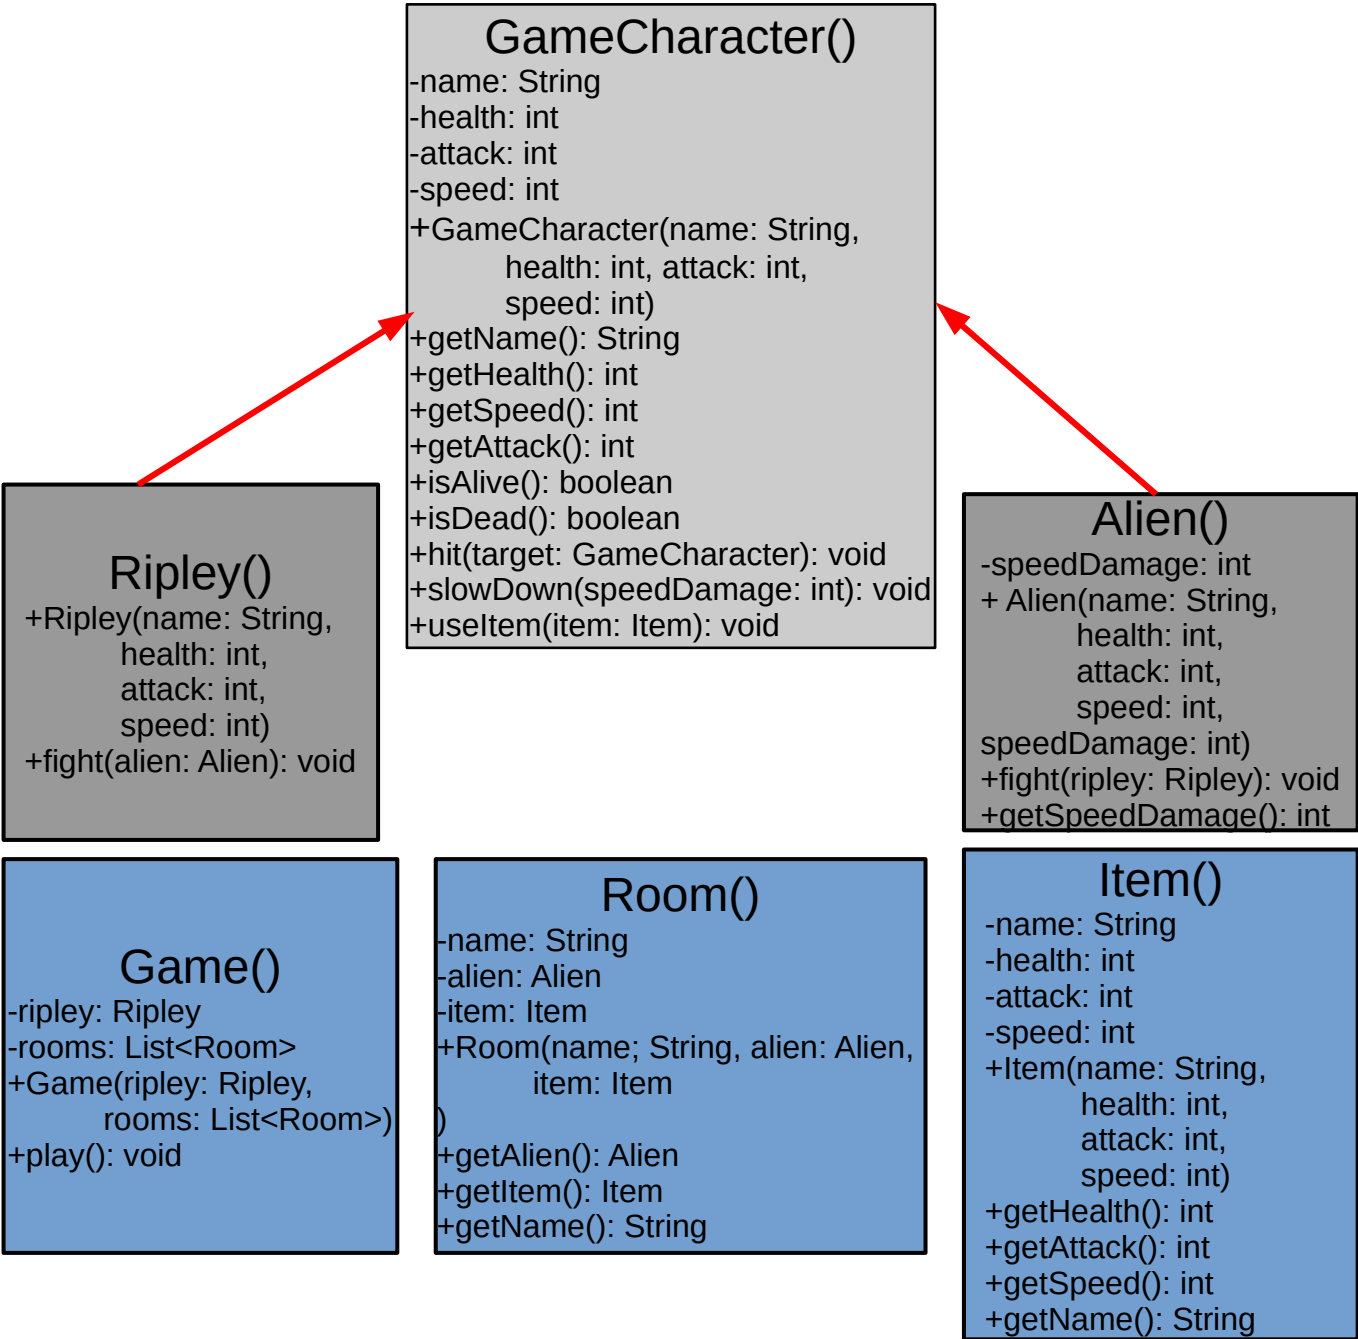 GameCharacter()
-name: String
-health: int
-attack: int
-speed: int
+GameCharacter(name: String,
health: int, attack: int,
speed: int)
+getName(): String
+getHealth(): int
+getSpeed(): int
+getAttack(): int
+isAlive(): boolean
+isDead(): boolean
+hit(target: GameCharacter): void
+slowDown(speedDamage: int): void
+useItem(item: Item): void
Ripley()
+Ripley(name: String,
health: int,
attack: int,
speed: int)
+fight(alien: Alien): void
Alien()
-speedDamage: int
+ Alien(name: String,
health: int,
attack: int,
speed: int,
speedDamage: int)
+fight(ripley: Ripley): void
+getSpeedDamage(): int
Game()
-ripley: Ripley
-rooms: List<Room>
+Game(ripley: Ripley,
rooms: List<Room>)
+play(): void
Room()
-name: String
-alien: Alien
-item: Item
+Room(name; String, alien: Alien,
item: Item
)
+getAlien(): Alien
+getItem(): Item
+getName(): String
Item()
-name: String
-health: int
-attack: int
-speed: int
+Item(name: String,
health: int,
attack: int,
speed: int)
+getHealth(): int
+getAttack(): int
+getSpeed(): int
+getName(): String